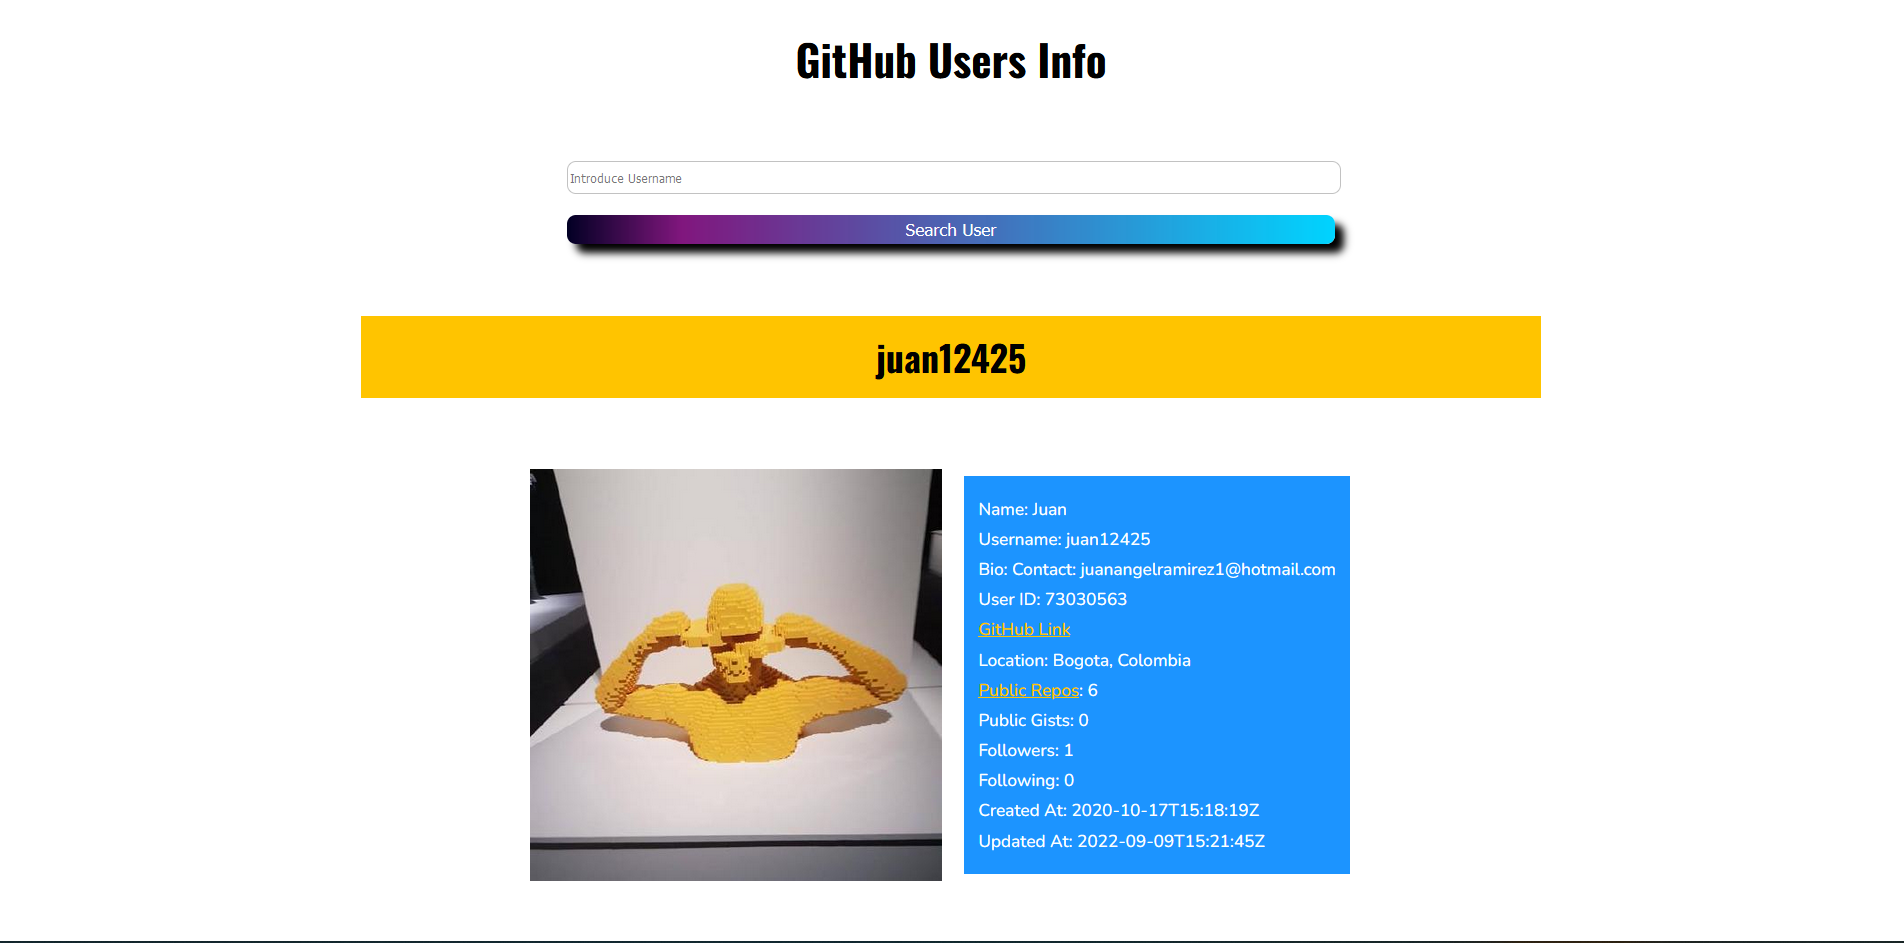 GitHub Users Info
Introduce Username
Search User
juan12425
Name: Juan
Username: juan12425
Bio: Contact: juanangelramirez1@hotmail.com
User ID: 73030563
GitHub Link
Location: Bogota, Colombia
Public Repos: 6
Public Gists: 0
Followers: 1
Following: 0
Created At: 2020-10-17T15:18:19Z
Updated At: 2022-09-09T15:21:45Z